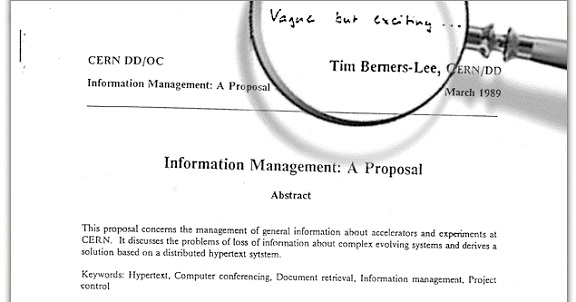 Vague but exciting ...
CERN DD/OC
Tim Berners-Lee, CERN/DD
Information Management: A Proposal
March 1989
Information Management: A Proposal
Abstract
This proposal concerns the management of general information about accelerators and experiments at
CERN. It discusses the problems of loss of information about complex evolving systems and derives a
solution based on a distributed hypertext sytstem.
Keywords: Hypertext, Computer conferencing, Document retrieval, Information management, Project
control